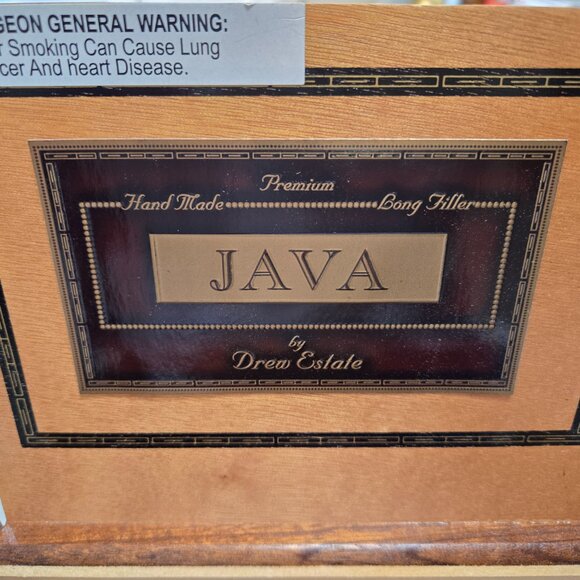 GEON GENERAL WARNING:
r Smoking Can Cause Lung
cer And heart Disease.
Premium
Hand Made Long Filler
JAVA
by
Drew Estate